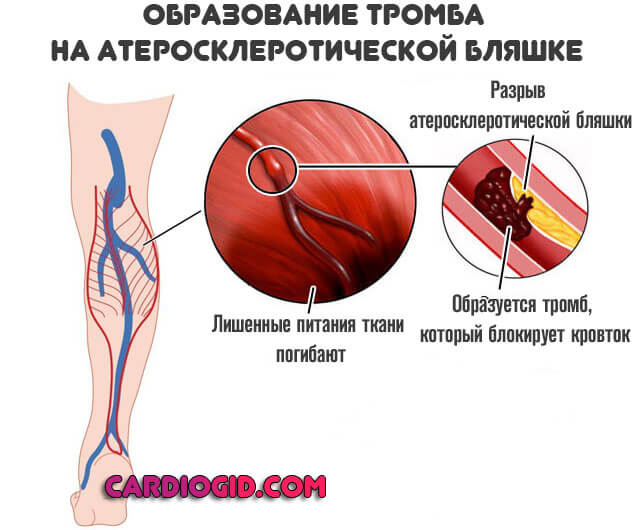 ОБРАЗОВАНИЕ ТРОМБА
НА АТЕРОСКЛЕРОТИЧЕСКОЙ БЛЯШКЕ
Разрыв
атеросклеротической бляшки
Лишенные питания ткани
погибают
Образуется тромб,
который блокирует кровток
CARDIOGID.COM